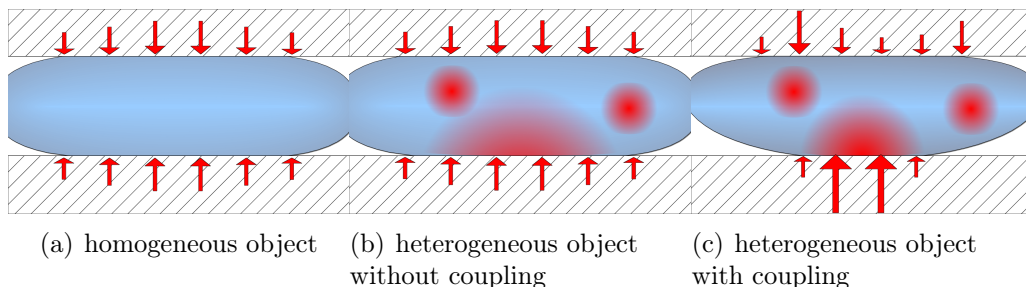 (a) homogeneous object
(b) heterogeneous object
without coupling
(c) heterogeneous object
with coupling